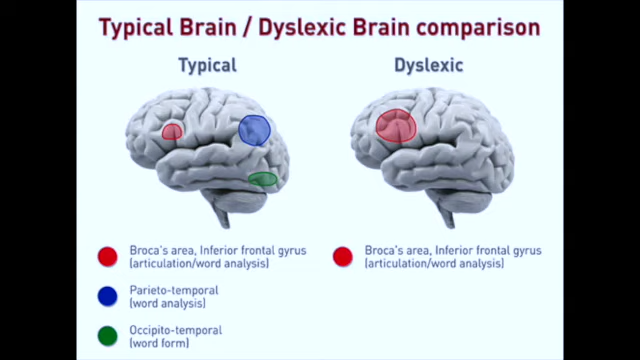 Typical Brain / Dyslexic Brain comparison
Typical
Dyslexic
Broca's area, Inferior frontal gyrus
(articulation/word analysis)
Parieto-temporal
(word analysis)
Occipito-temporal
(word form)
Broca's area, Inferior frontal gyrus
(articulation/word analysis)